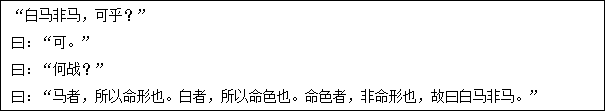 “白马非马，可乎？”
曰：“可。”
曰：“何战？”
曰：“马者，所以命形也。白者，所以命色也。命色者，非命形也，故曰白马非马。”